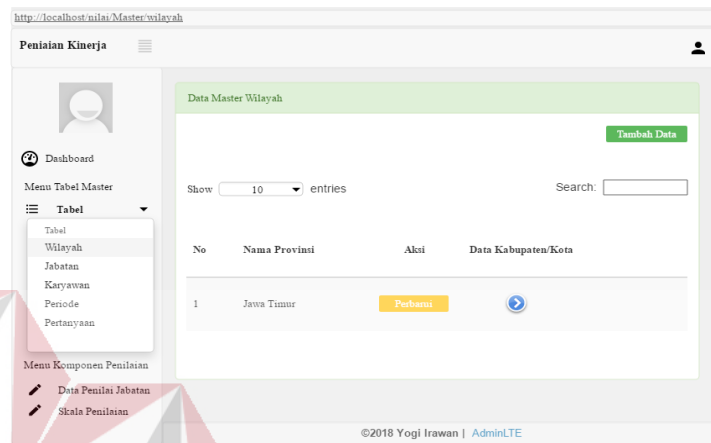 http://localhost/nilai/Master/wilayah
Peniaian Kinerja
Data Master Wilayah
Tambah Data
Dashboard
Menu Tabel Master
Show 10 entries Search:
Tabel
Tabel
Wilayah
Jabatan
Karyawan
Periode
Pertanyaan
No Nama Provinsi Aksi Data Kabupaten/Kota
1 Jawa Timur Perbarui
Menu Komponen Penilaian
Data Penilai Jabatan
Skala Penilaian
©2018 Yogi Irawan | AdminLTE